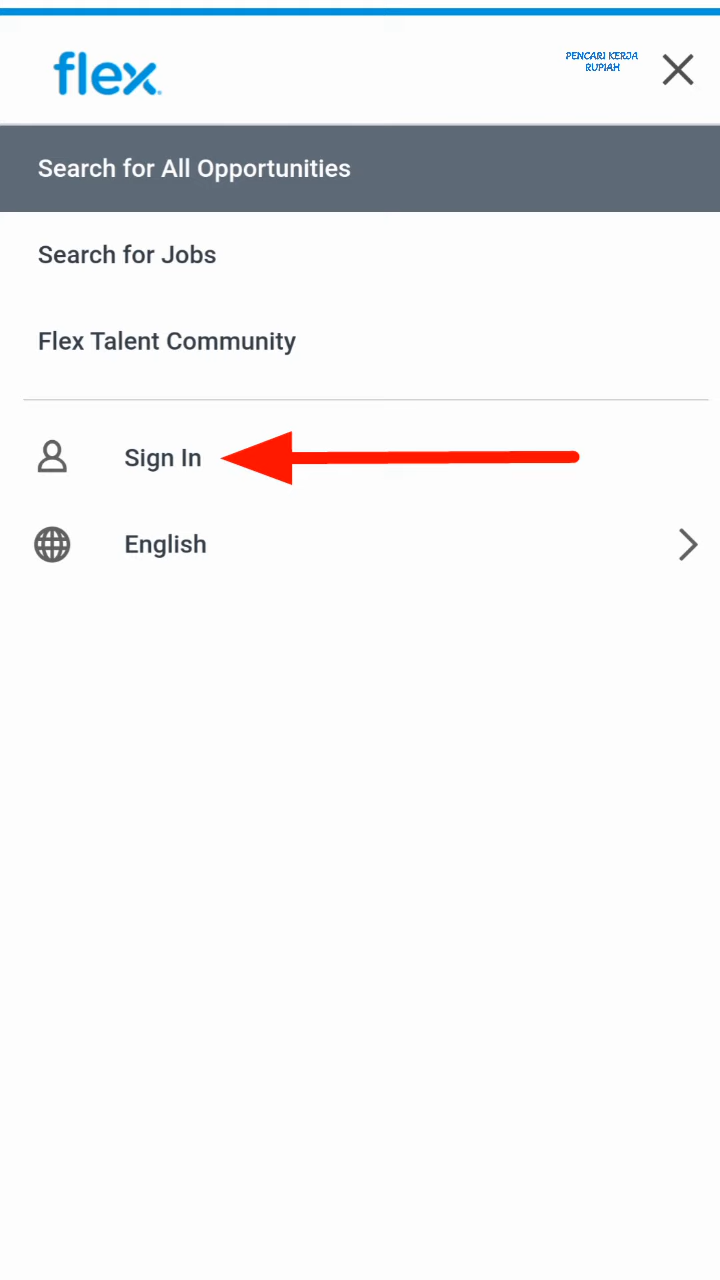 flex
PENCARI KERJA
RUPIAH
Search for All Opportunities
Search for Jobs
Flex Talent Community
Sign In
English